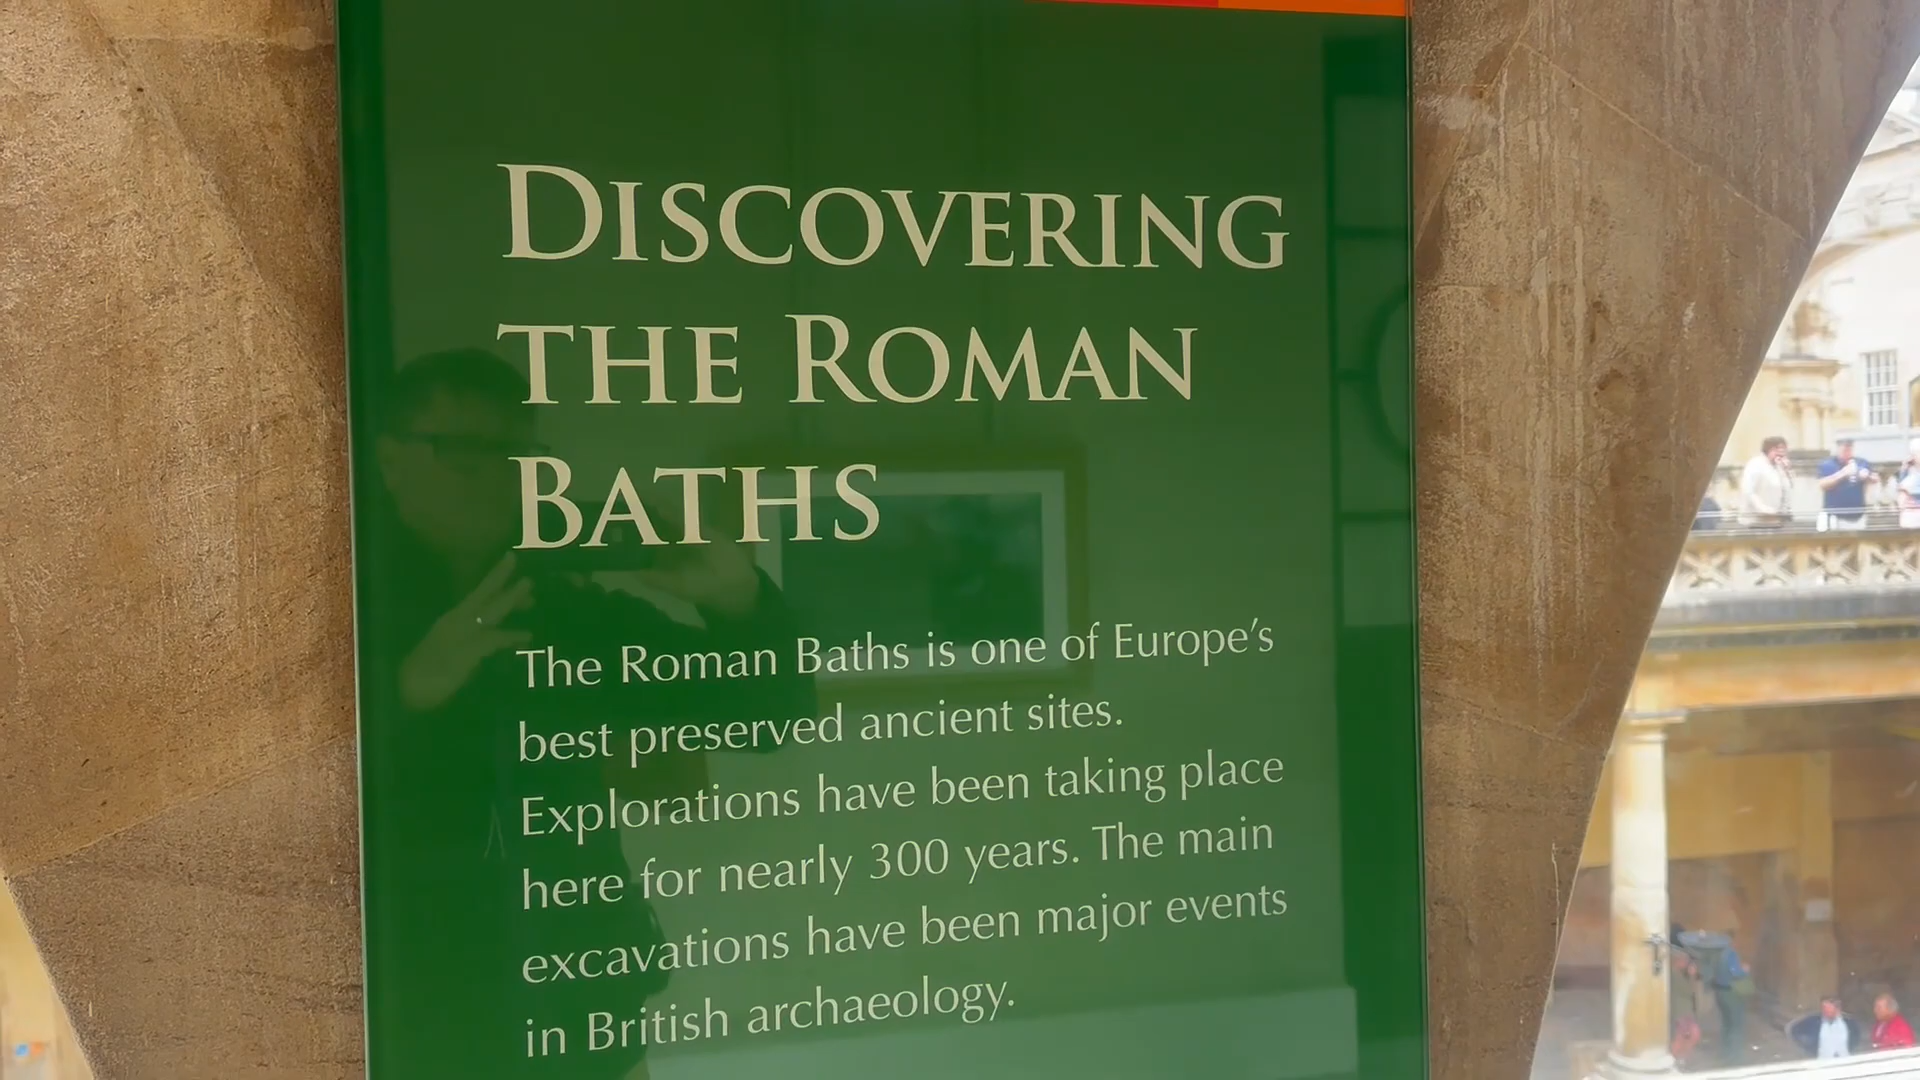 DISCOVERING
THE ROMAN
BATHS
The Roman Baths is one of Europe's
best preserved ancient sites.
Explorations have been taking place
here for nearly 300 years. The main
excavations have been major events
in British archaeology.